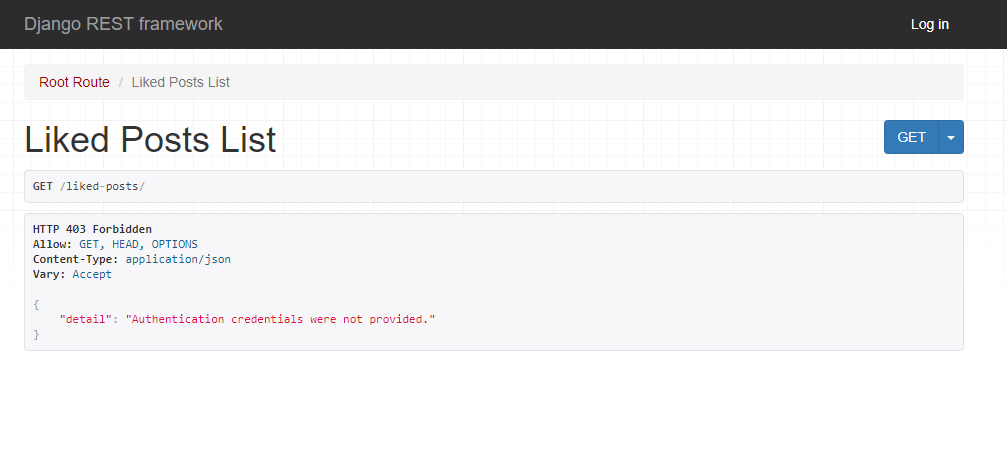 Django REST framework
Log in
Root Route / Liked Posts List
Liked Posts List
GET
GET /liked-posts/
HTTP 403 Forbidden
Allow: GET, HEAD, OPTIONS
Content-Type: application/json
Vary: Accept
{
    "detail": "Authentication credentials were not provided."
}